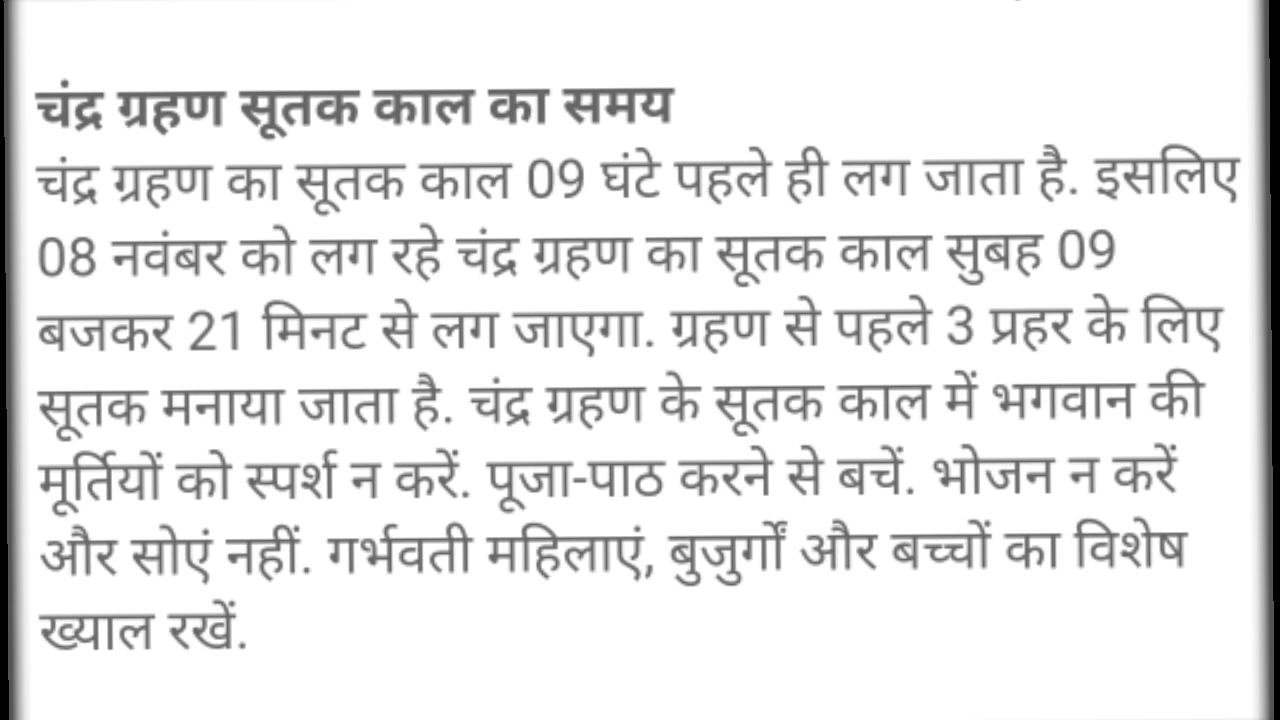 चंद्र ग्रहण सूतक काल का समय
चंद्र ग्रहण का सूतक काल 09 घंटे पहले ही लग जाता है. इसलिए
08 नवंबर को लग रहे चंद्र ग्रहण का सूतक काल सुबह 09
बजकर 21 मिनट से लग जाएगा. ग्रहण से पहले 3 प्रहर के लिए
सूतक मनाया जाता है. चंद्र ग्रहण के सूतक काल में भगवान की
मूर्तियों को स्पर्श न करें. पूजा-पाठ करने से बचें. भोजन न करें
और सोएं नहीं. गर्भवती महिलाएं, बुजुर्गों और बच्चों का विशेष
ख्याल रखें.